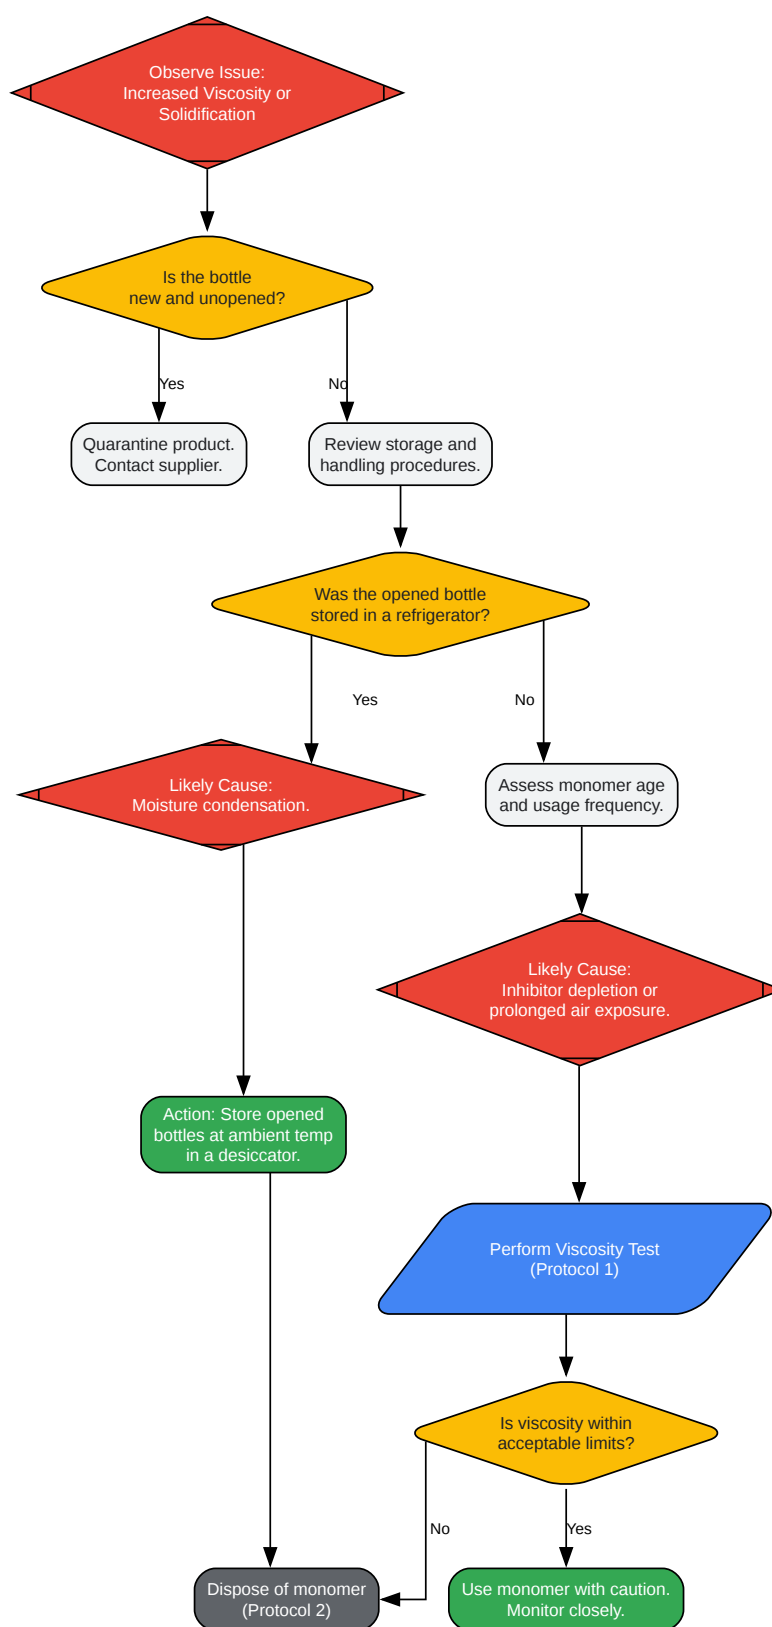 Observe Issue:
Increased Viscosity or
Solidification
Is the bottle
new and unopened?
Yes
No
Quarantine product.
Contact supplier.
Review storage and
handling procedures.
Was the opened bottle
stored in a refrigerator?
Yes
No
Likely Cause:
Moisture condensation.
Assess monomer age
and usage frequency.
Likely Cause:
Inhibitor depletion or
prolonged air exposure.
Action: Store opened
bottles at ambient temp
in a desiccator.
Perform Viscosity Test
(Protocol 1)
Is viscosity within
acceptable limits?
No
Yes
Dispose of monomer
(Protocol 2)
Use monomer with caution.
Monitor closely.